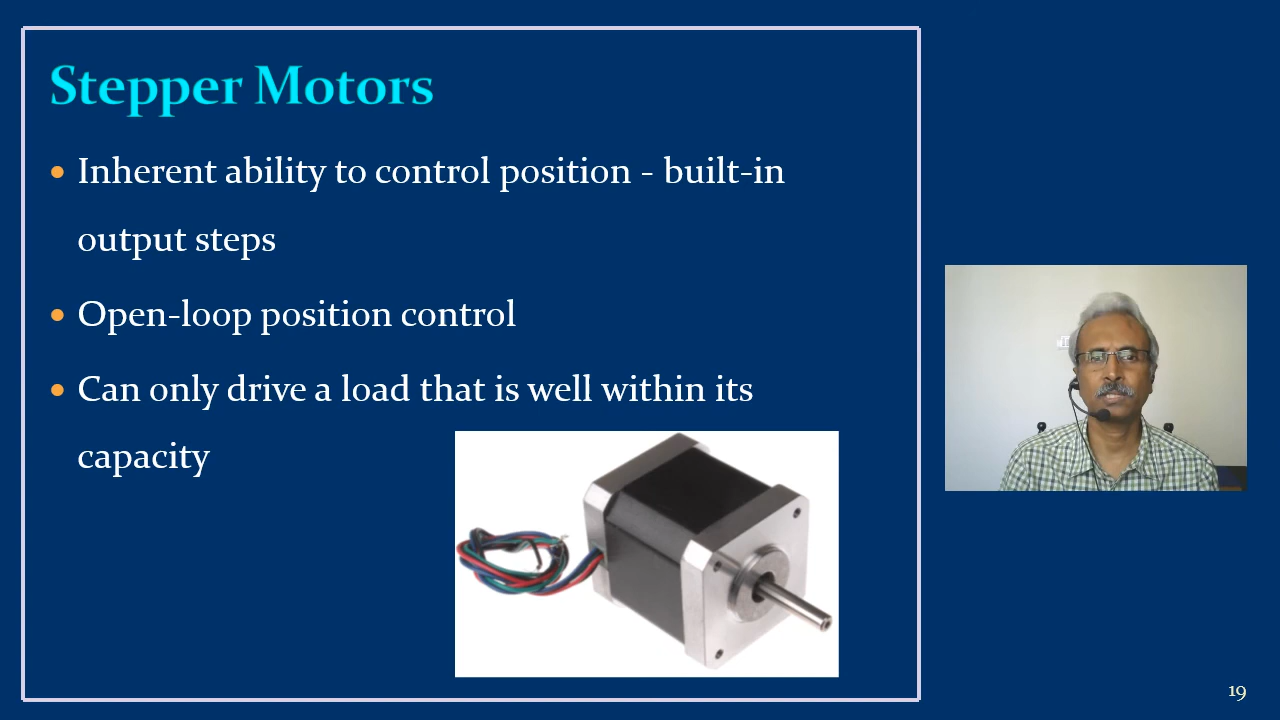 Stepper Motors
• Inherent ability to control position - built-in
output steps
• Open-loop position control
• Can only drive a load that is well within its
capacity
19